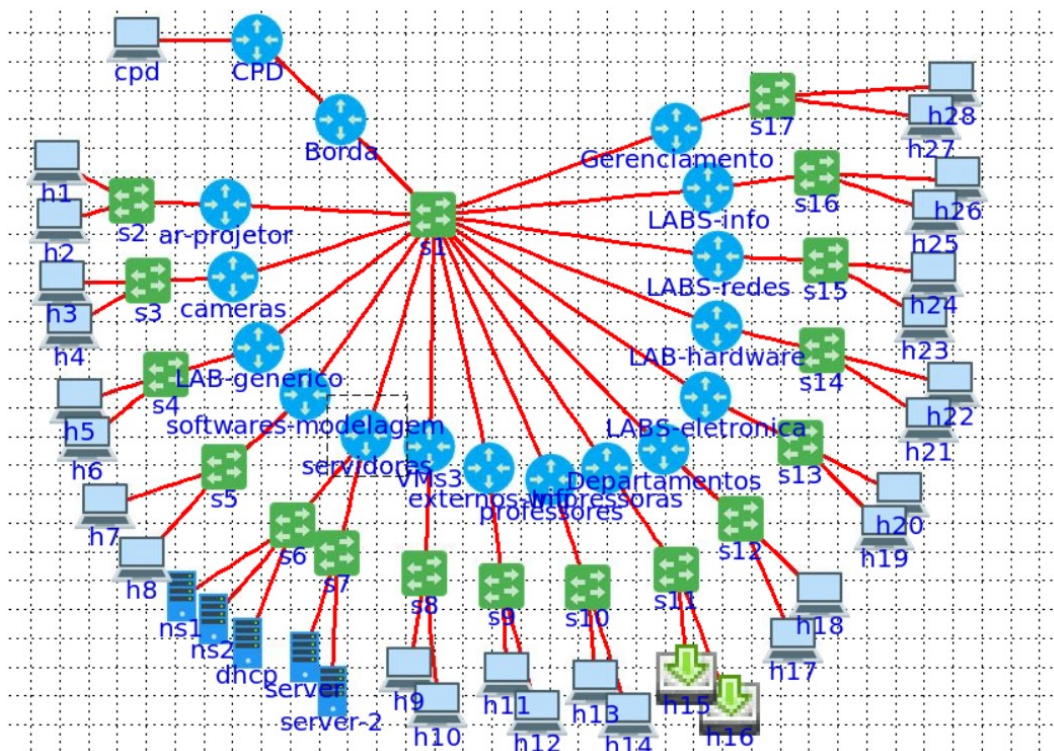 cpd
CPD
Borda
s17
h28
h27
Gerenciamento
h1
s2
h2
ar-projetor
s1
LABS-info
s16
h26
h25
h3
s3
h4
cameras
LABS-redes
s15
h24
h23
LAB-generico
s4
h5
h6
LAB-hardware
s14
h22
h21
softwares-modelagem
s5
h7
h8
servidores
VMs3
externos-wifi
professores
impressoras
Departamentos
LABS-eletronica
s13
h20
h19
s6
s7
s8
s9
s10
s11
s12
ns1
ns2
dhcp
server
server-2
h9
h10
h11
h12
h13
h14
h15
h16
h17
h18